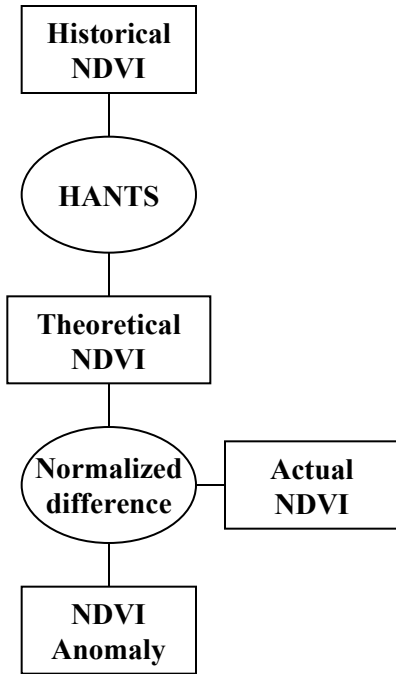 Historical
NDVI
HANTS
Theoretical
NDVI
Normalized
difference
Actual
NDVI
NDVI
Anomaly